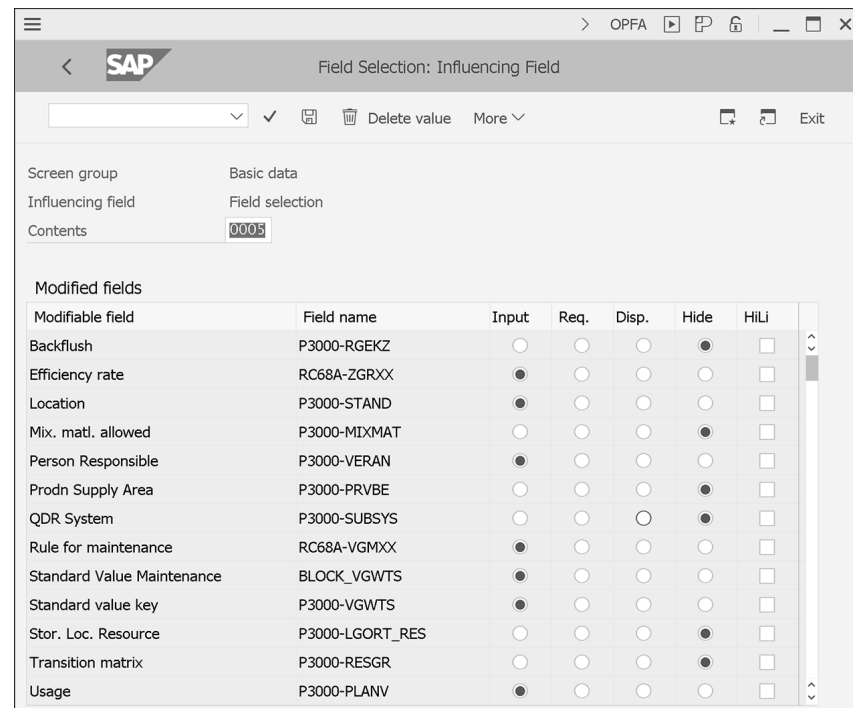 OPFA
SAP Field Selection: Influencing Field
Delete value More Exit
Screen group Basic data
Influencing field Field selection
Contents 0005
Modified fields
Modifiable field Field name Input Req. Disp. Hide HiLi
Backflush P3000-RGEKZ
Efficiency rate RC68A-ZGRXX
Location P3000-STAND
Mix. matl. allowed P3000-MIXMAT
Person Responsible P3000-VERAN
Prodn Supply Area P3000-PRVBE
QDR System P3000-SUBSYS
Rule for maintenance RC68A-VGMXX
Standard Value Maintenance BLOCK_VGWTS
Standard value key P3000-VGWTS
Stor. Loc. Resource P3000-LGORT_RES
Transition matrix P3000-RESGR
Usage P3000-PLANV